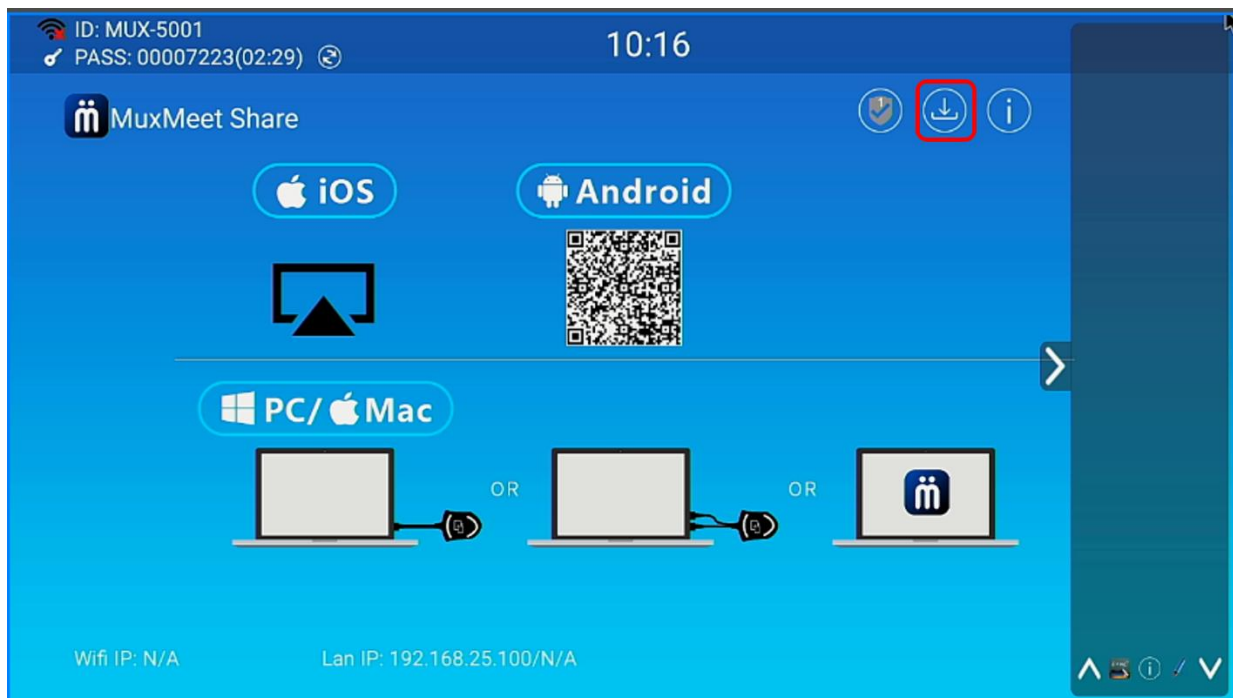 ID: MUX-5001
PASS: 00007223(02:29)
10:16
MuxMeet Share
1
i
iOS
Android
PC/ Mac
OR
OR
Wifi IP: N/A
Lan IP: 192.168.25.100/N/A